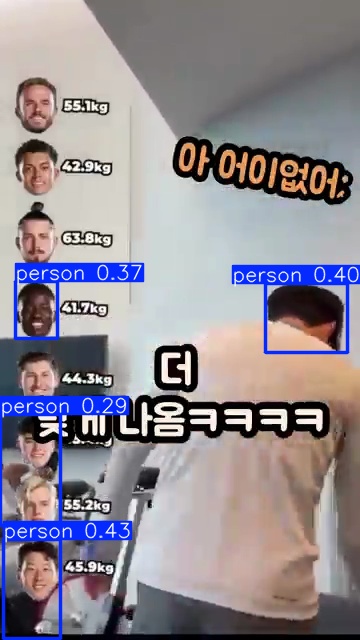 55.1kg
아 어이없어;
42.9kg
63.8kg
person 0.37
person 0.40
41.7kg
더
44.3kg
person 0.29
나옴ㅋㅋㅋㅋ
55.2kg
person 0.43
45.9kg